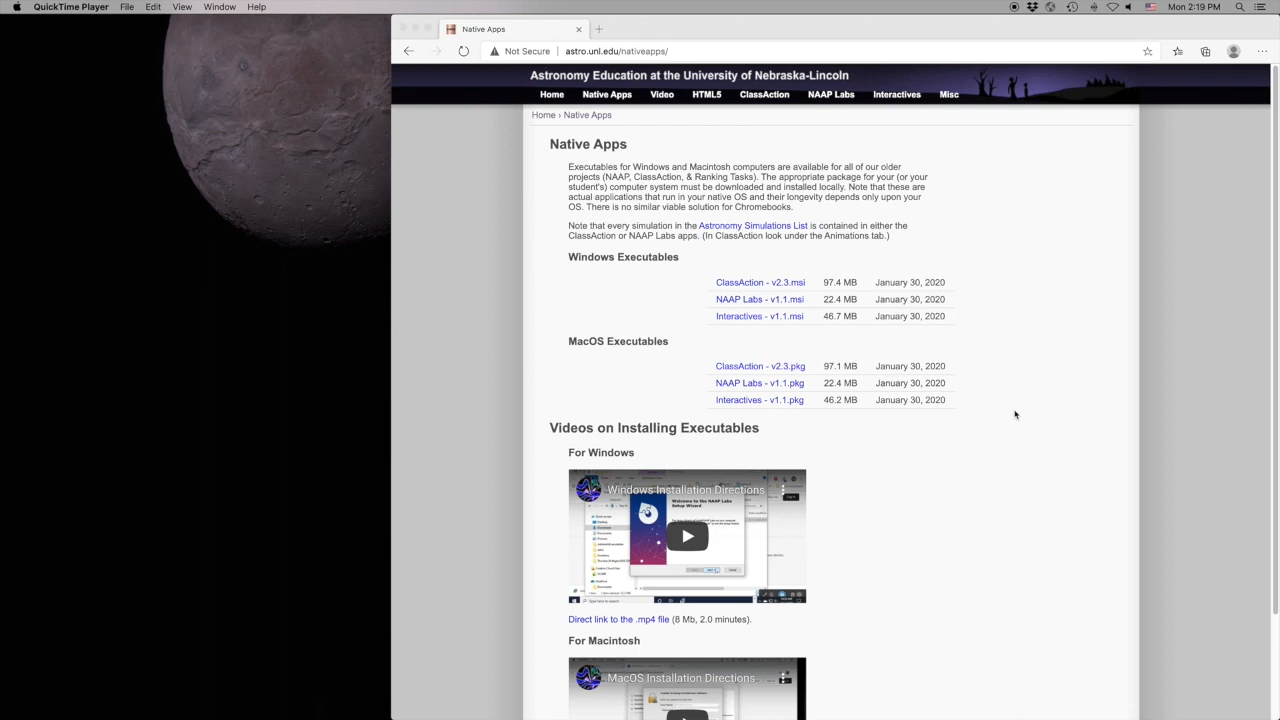 QuickTime Player File Edit View Window Help Mon 2:19 PM
Native Apps
Not Secure astro.unl.edu/nativeapps/
Astronomy Education at the University of Nebraska-Lincoln
Home Native Apps Video HTML5 ClassAction NAAP Labs Interactives Misc
Home › Native Apps
Native Apps
Executables for Windows and Macintosh computers are available for all of our older
projects (NAAP, ClassAction, & Ranking Tasks). The appropriate package for your (or your
student's) computer system must be downloaded and installed locally. Note that these are
actual applications that run in your native OS and their longevity depends only upon your
OS. There is no similar viable solution for Chromebooks.
Note that every simulation in the Astronomy Simulations List is contained in either the
ClassAction or NAAP Labs apps. (In ClassAction look under the Animations tab.)
Windows Executables
ClassAction - v2.3.msi 97.4 MB January 30, 2020
NAAP Labs - v1.1.msi 22.4 MB January 30, 2020
Interactives - v1.1.msi 46.7 MB January 30, 2020
MacOS Executables
ClassAction - v2.3.pkg 97.1 MB January 30, 2020
NAAP Labs - v1.1.pkg 22.4 MB January 30, 2020
Interactives - v1.1.pkg 46.2 MB January 30, 2020
Videos on Installing Executables
For Windows
Windows Installation Directions
Welcome to the NAAP Labs
Setup Wizard
Direct link to the .mp4 file (8 Mb, 2.0 minutes).
For Macintosh
MacOS Installation Directions